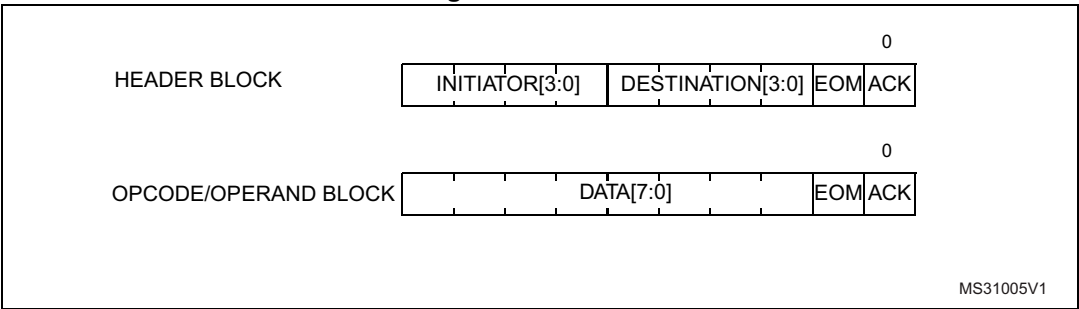 0
HEADER BLOCK INITIATOR[3:0] DESTINATION[3:0] EOM ACK
0
OPCODE/OPERAND BLOCK DATA[7:0] EOM ACK
MS31005V1